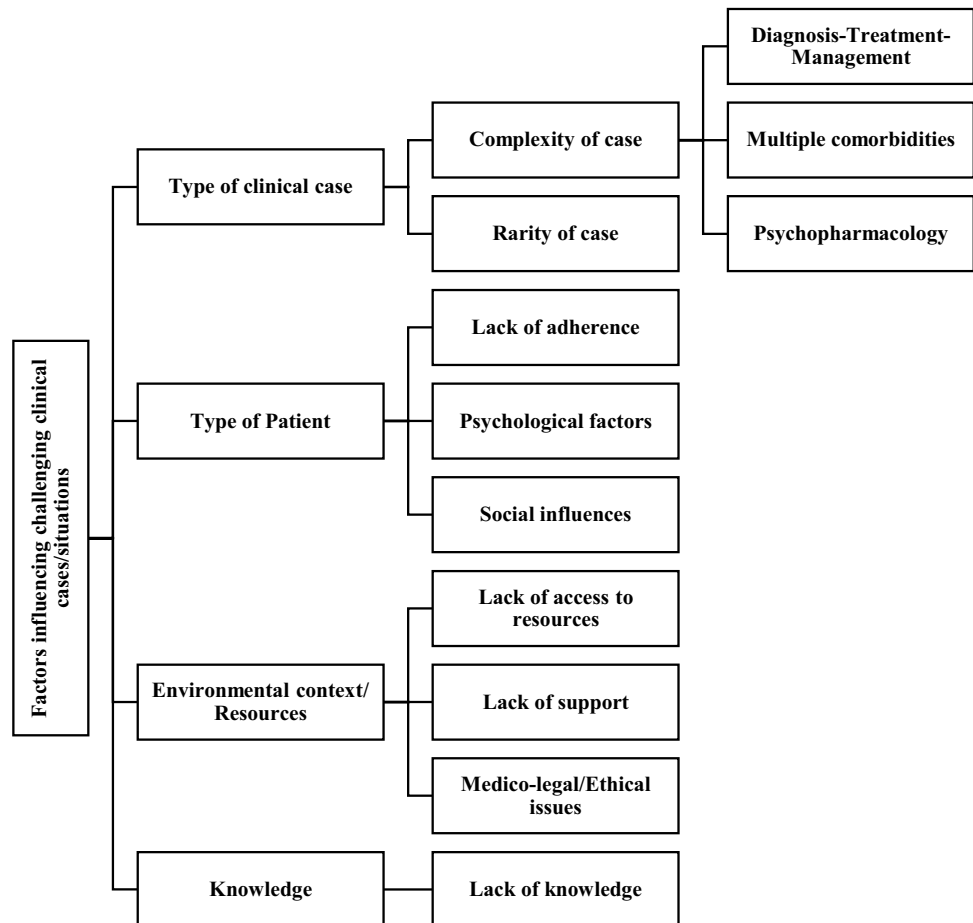 Factors influencing challenging clinical
cases/situations
Type of clinical case
Complexity of case
Diagnosis-Treatment-
Management
Multiple comorbidities
Psychopharmacology
Rarity of case
Type of Patient
Lack of adherence
Psychological factors
Social influences
Environmental context/
Resources
Lack of access to
resources
Lack of support
Medico-legal/Ethical
issues
Knowledge
Lack of knowledge